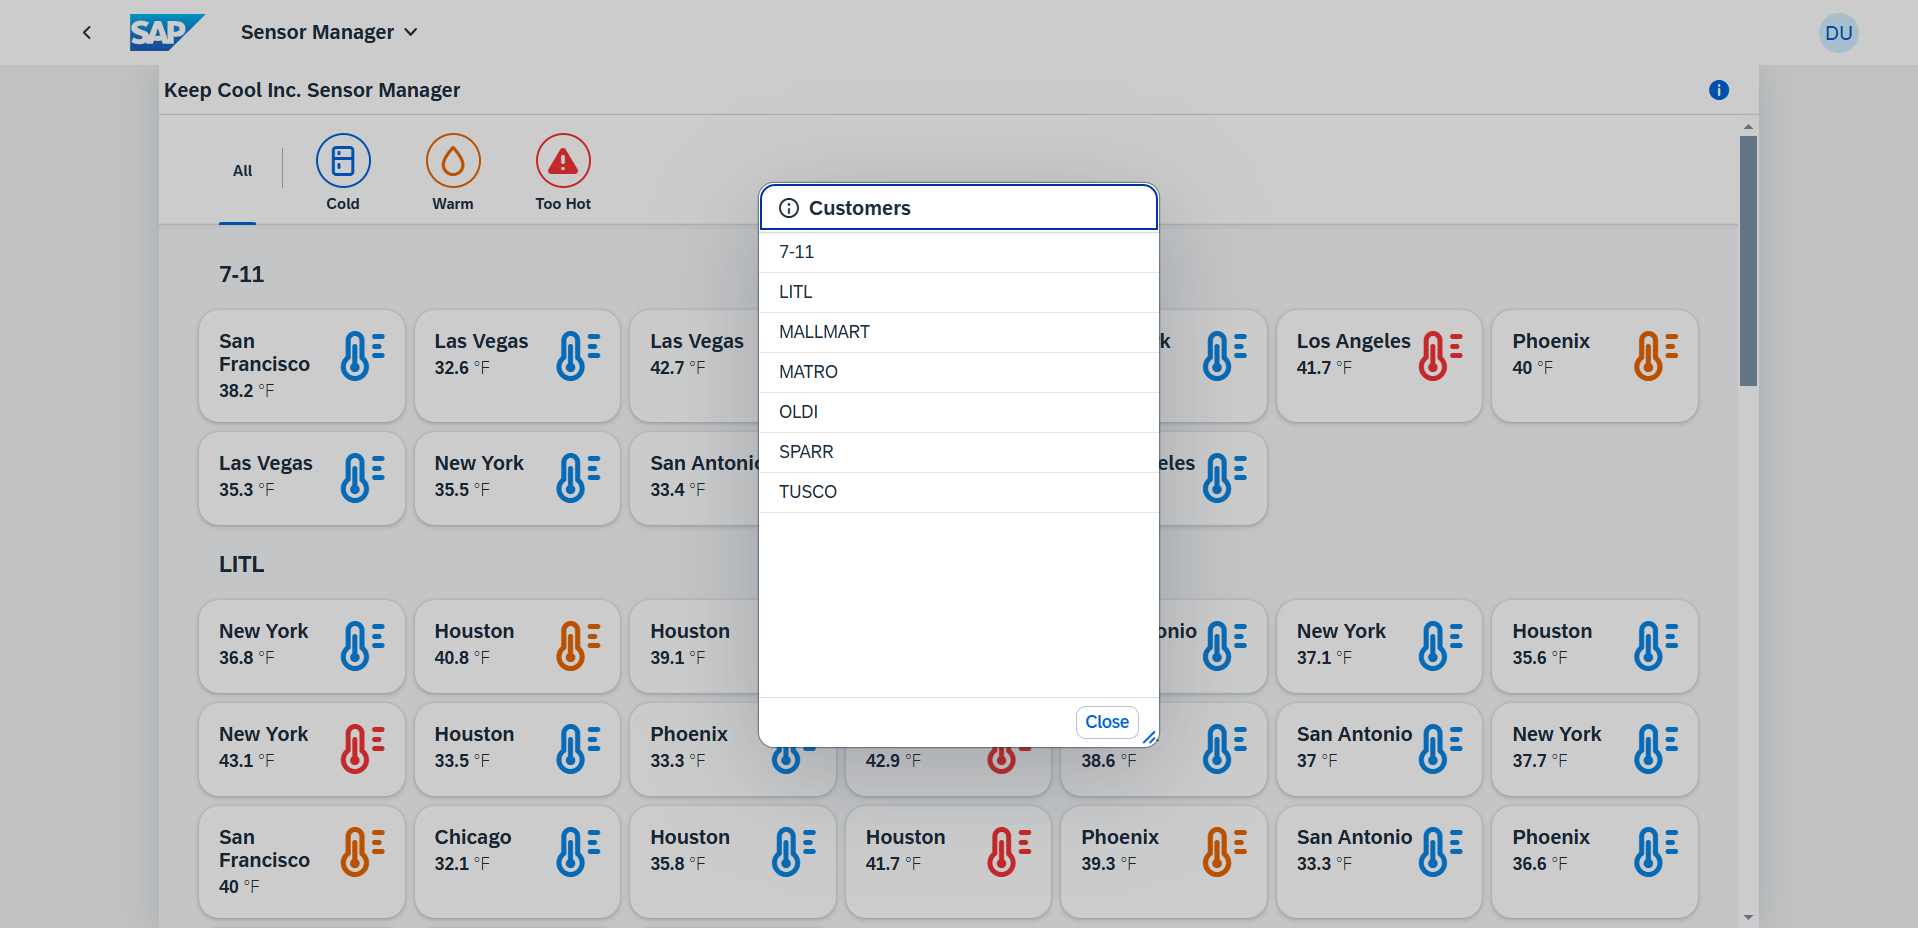 SAP
Sensor Manager
DU
Keep Cool Inc. Sensor Manager
All
Cold
Warm
Too Hot
Customers
7-11
LITL
MALLMART
MATRO
OLDI
SPARR
TUSCO
Close
7-11
San Francisco
38.2 °F
Las Vegas
32.6 °F
Las Vegas
42.7 °F
Los Angeles
41.7 °F
Phoenix
40 °F
Las Vegas
35.3 °F
New York
35.5 °F
San Antonio
33.4 °F
eles
LITL
New York
36.8 °F
Houston
40.8 °F
Houston
39.1 °F
onio
New York
37.1 °F
Houston
35.6 °F
New York
43.1 °F
Houston
33.5 °F
Phoenix
33.3 °F
42.9 °F
38.6 °F
San Antonio
37 °F
New York
37.7 °F
San Francisco
40 °F
Chicago
32.1 °F
Houston
35.8 °F
Houston
41.7 °F
Phoenix
39.3 °F
San Antonio
33.3 °F
Phoenix
36.6 °F